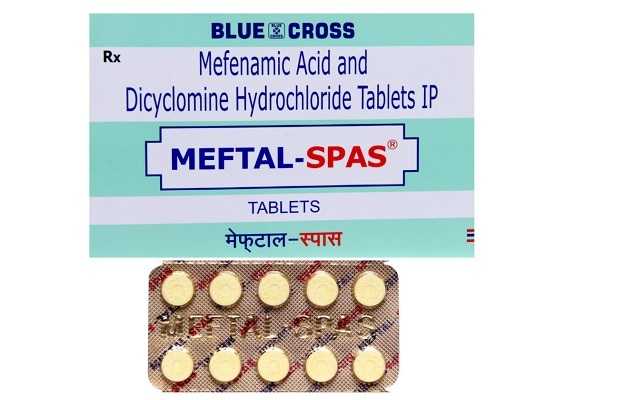 BLUE CROSS
Rx
Mefenamic Acid and
Dicyclomine Hydrochloride Tablets IP
MEFTAL-SPAS®
TABLETS
मेफ्टाल-स्पास
MEFTAL-SPAS